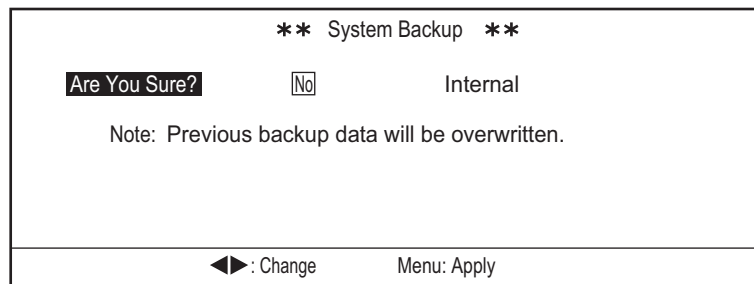 ** System Backup **
Are You Sure? No Internal
Note: Previous backup data will be overwritten.
◀▶: Change Menu: Apply